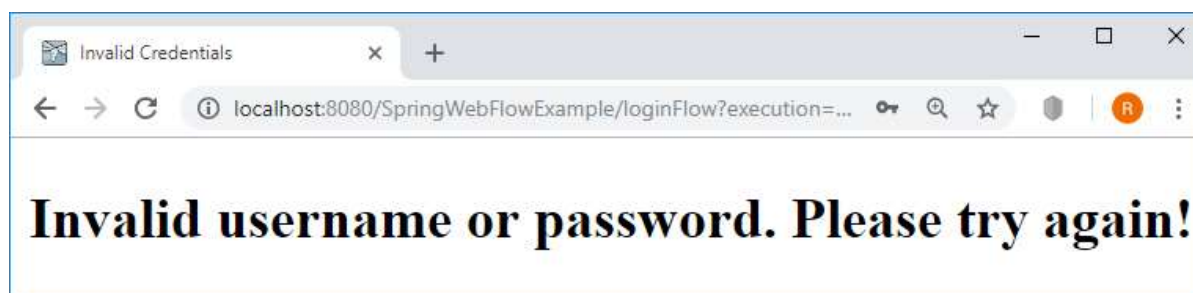 Invalid Credentials
localhost:8080/SpringWebFlowExample/loginFlow?execution=...
R
Invalid username or password. Please try again!